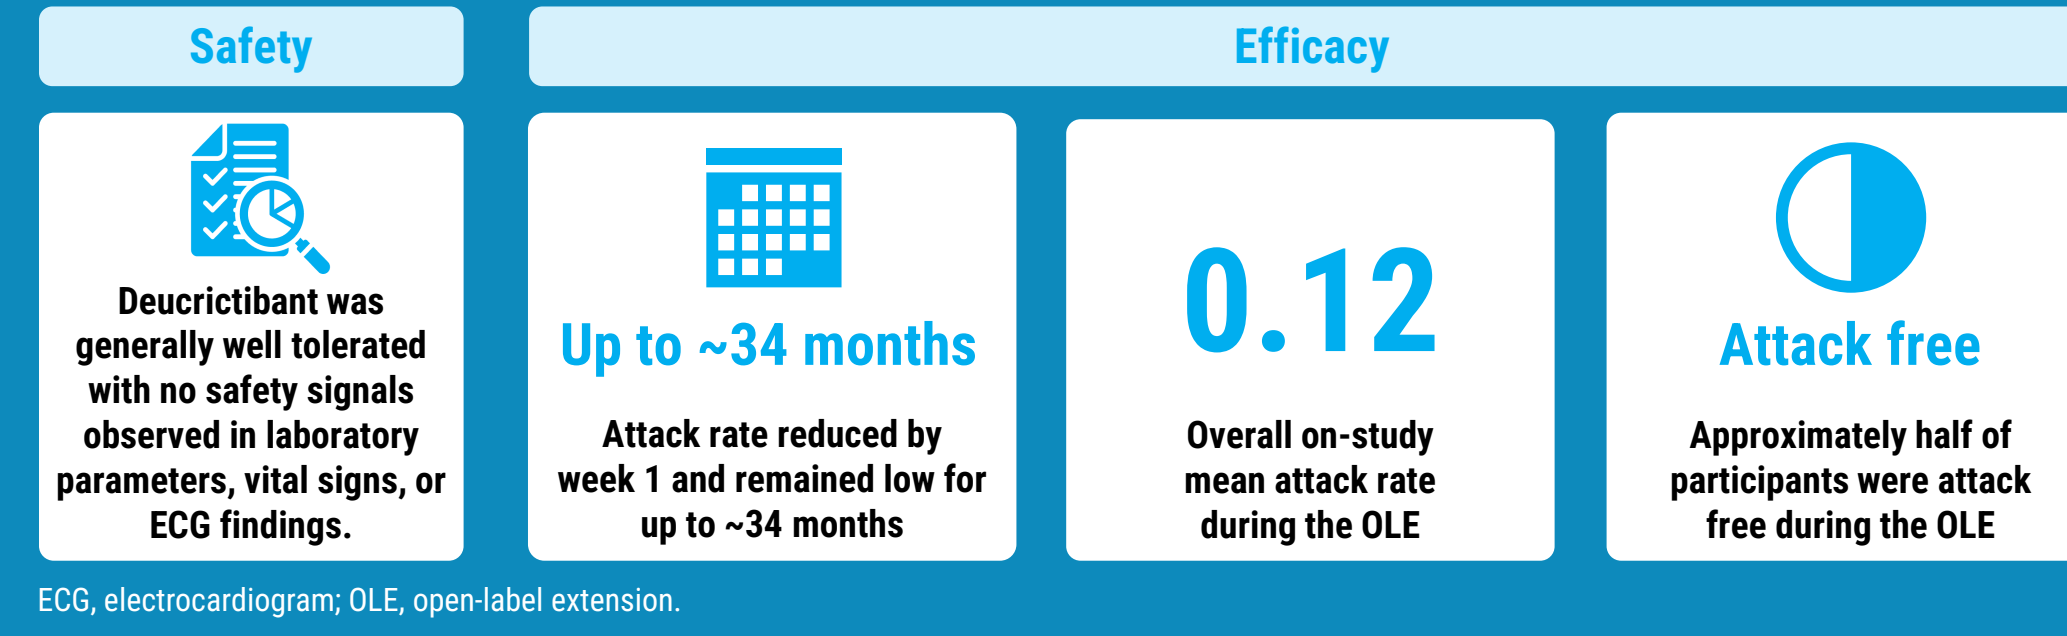 Safety
Efficacy
Deucrictibant was
generally well tolerated
with no safety signals
observed in laboratory
parameters, vital signs, or
ECG findings.
Up to ~34 months
Attack rate reduced by
week 1 and remained low for
up to ~34 months
0.12
Overall on-study
mean attack rate
during the OLE
Attack free
Approximately half of
participants were attack
free during the OLE
ECG, electrocardiogram; OLE, open-label extension.